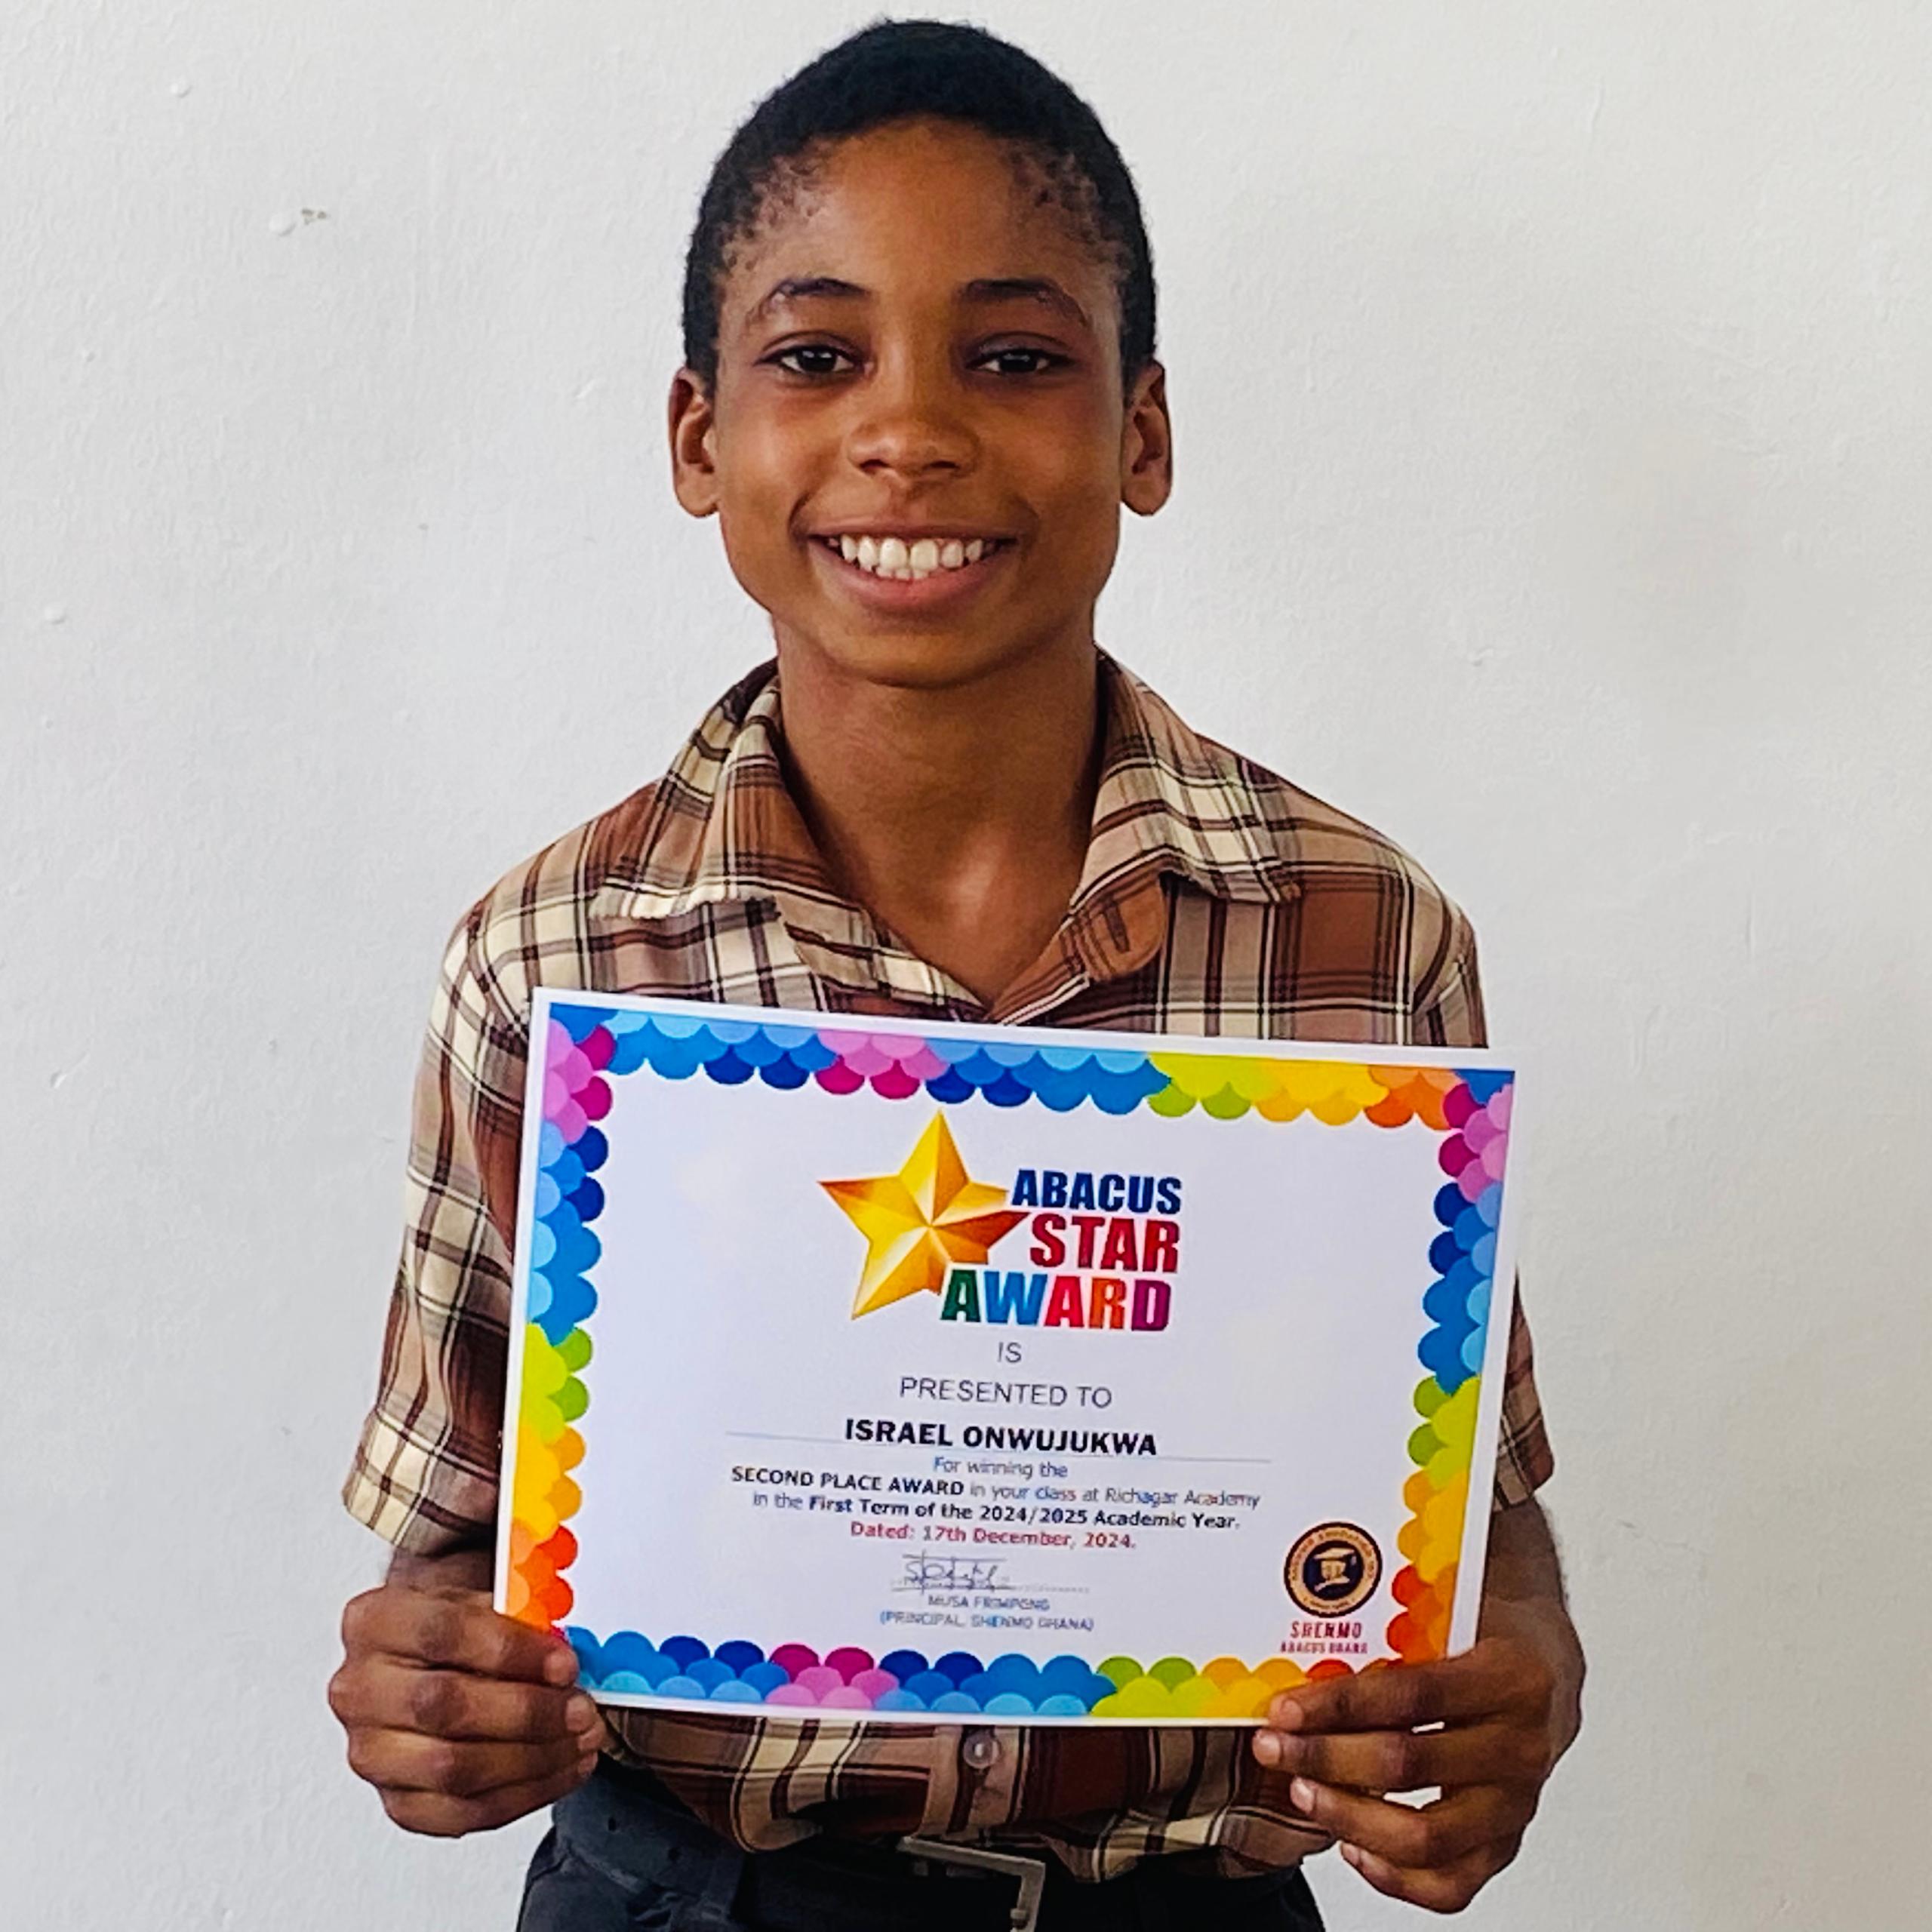 ABACUS
STAR
AWARD
IS
PRESENTED TO
ISRAEL ONWUJUKWA
For winning the
SECOND PLACE AWARD in your class at Richagar Academy
in the First Term of the 2024/2025 Academic Year.
Dated: 17th December, 2024.
MUSA FRIMPONG
(PRINCIPAL, SHENMO GHANA)
SHENMO
ABACUS